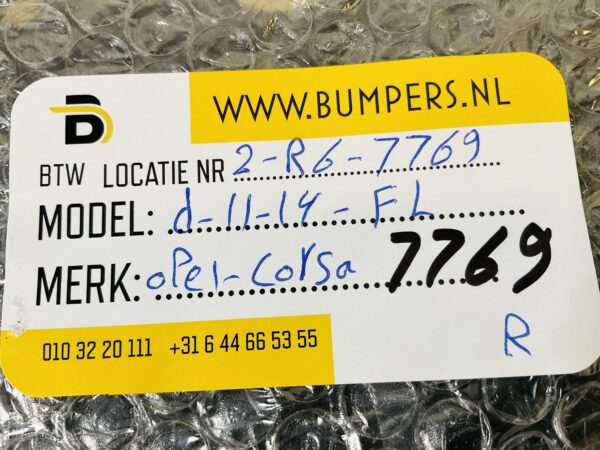 WWW.BUMPERS.NL
BTW LOCATIE NR 2-R6-7769
MODEL: d-11-14-FL
MERK: oPel-Corsa 7769
010 32 20 111 +31 6 44 66 53 55
R